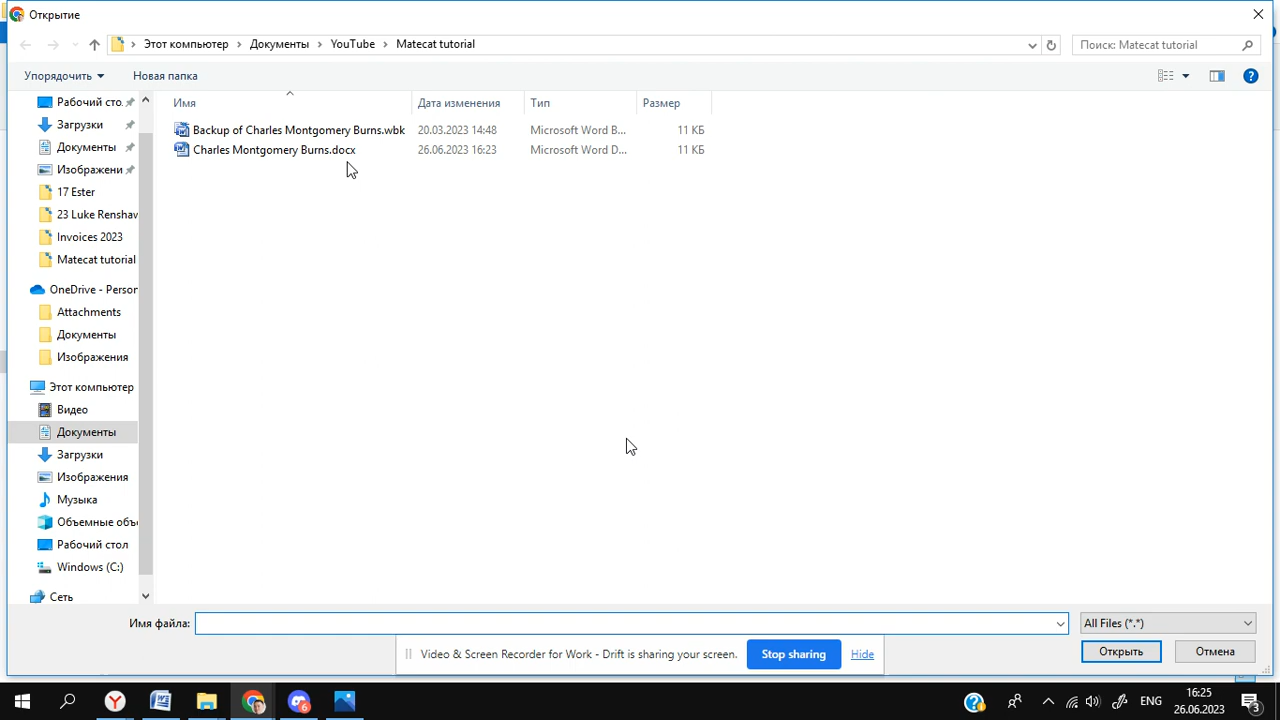 Открытие
Этот компьютер
Документы
YouTube
Matecat tutorial
Поиск: Matecat tutorial
Упорядочить
Новая папка
Имя
Дата изменения
Тип
Размер
Backup of Charles Montgomery Burns.wbk
20.03.2023 14:48
Microsoft Word B...
11 КБ
Charles Montgomery Burns.docx
26.06.2023 16:23
Microsoft Word D...
11 КБ
Рабочий сто
Загрузки
Документы
Изображени
17 Ester
23 Luke Renshaw
Invoices 2023
Matecat tutorial
OneDrive - Person
Attachments
Документы
Изображения
Этот компьютер
Видео
Документы
Загрузки
Изображения
Музыка
Объемные объ
Рабочий стол
Windows (C:)
Сеть
Имя файла:
All Files (*.*)
Video & Screen Recorder for Work - Drift is sharing your screen.
Stop sharing
Hide
Открыть
Отмена
ENG
16:25
26.06.2023
3
6